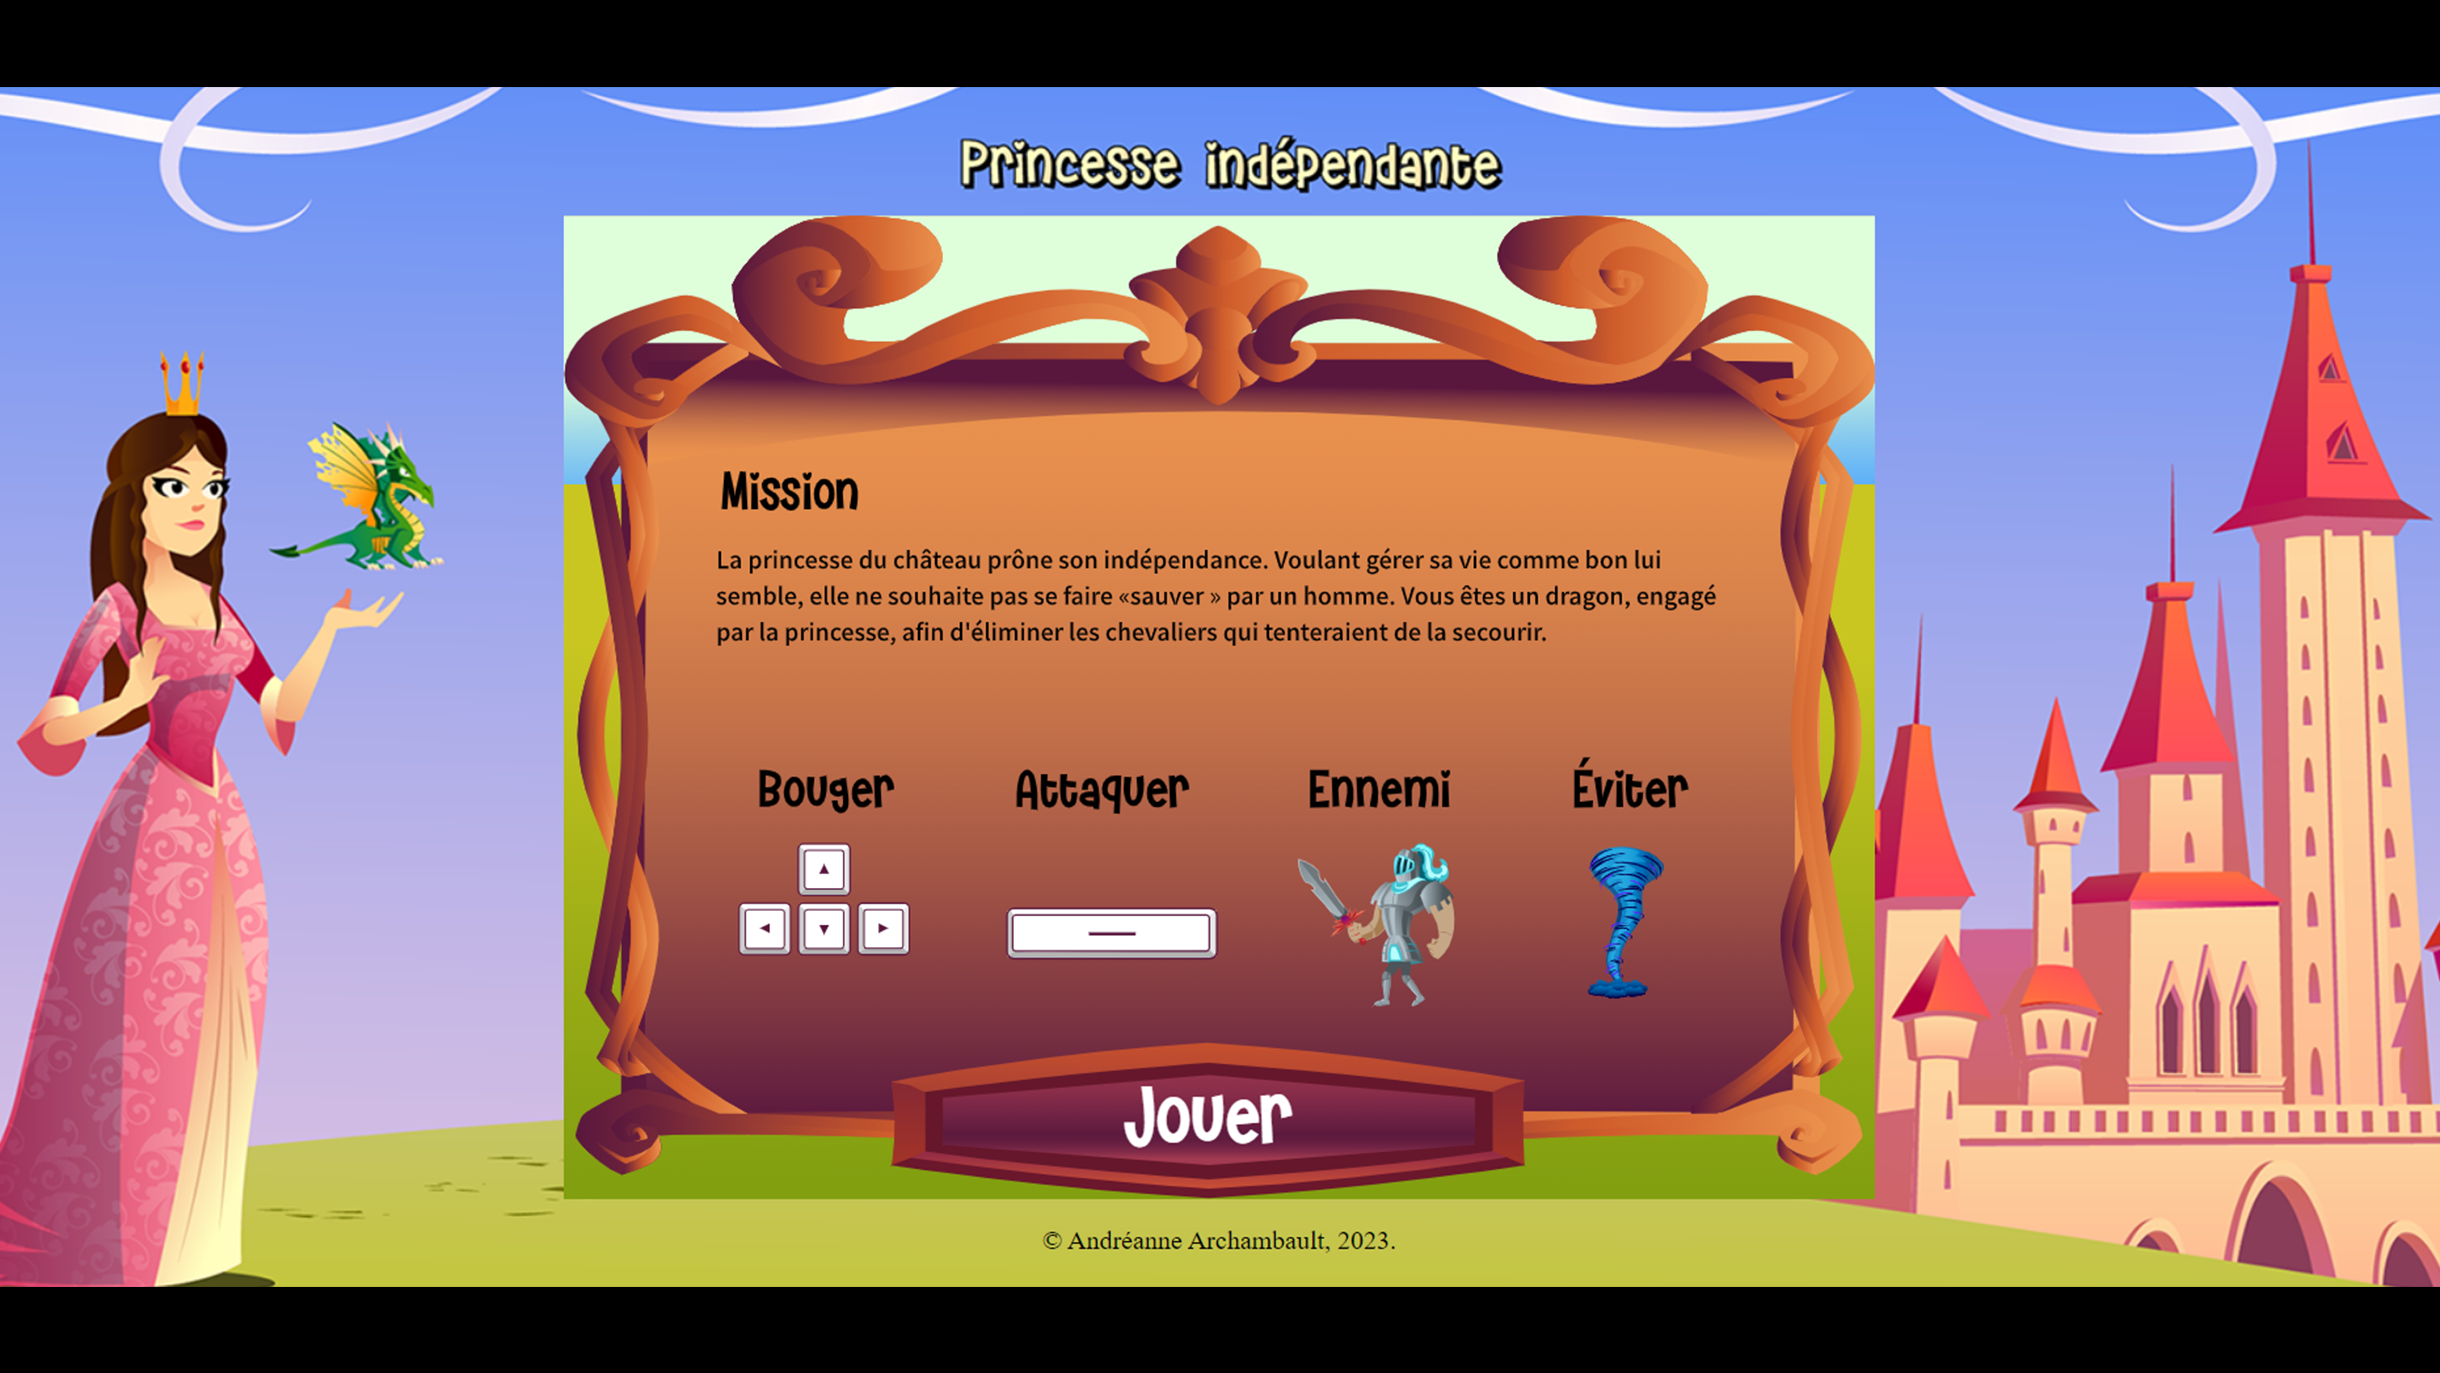 Princesse indépendante
Mission
La princesse du château prône son indépendance. Voulant gérer sa vie comme bon lui
semble, elle ne souhaite pas se faire «sauver » par un homme. Vous êtes un dragon, engagé
par la princesse, afin d'éliminer les chevaliers qui tenteraient de la secourir.
Bouger
Attaquer
Ennemi
Éviter
Jouer
© Andréanne Archambault, 2023.